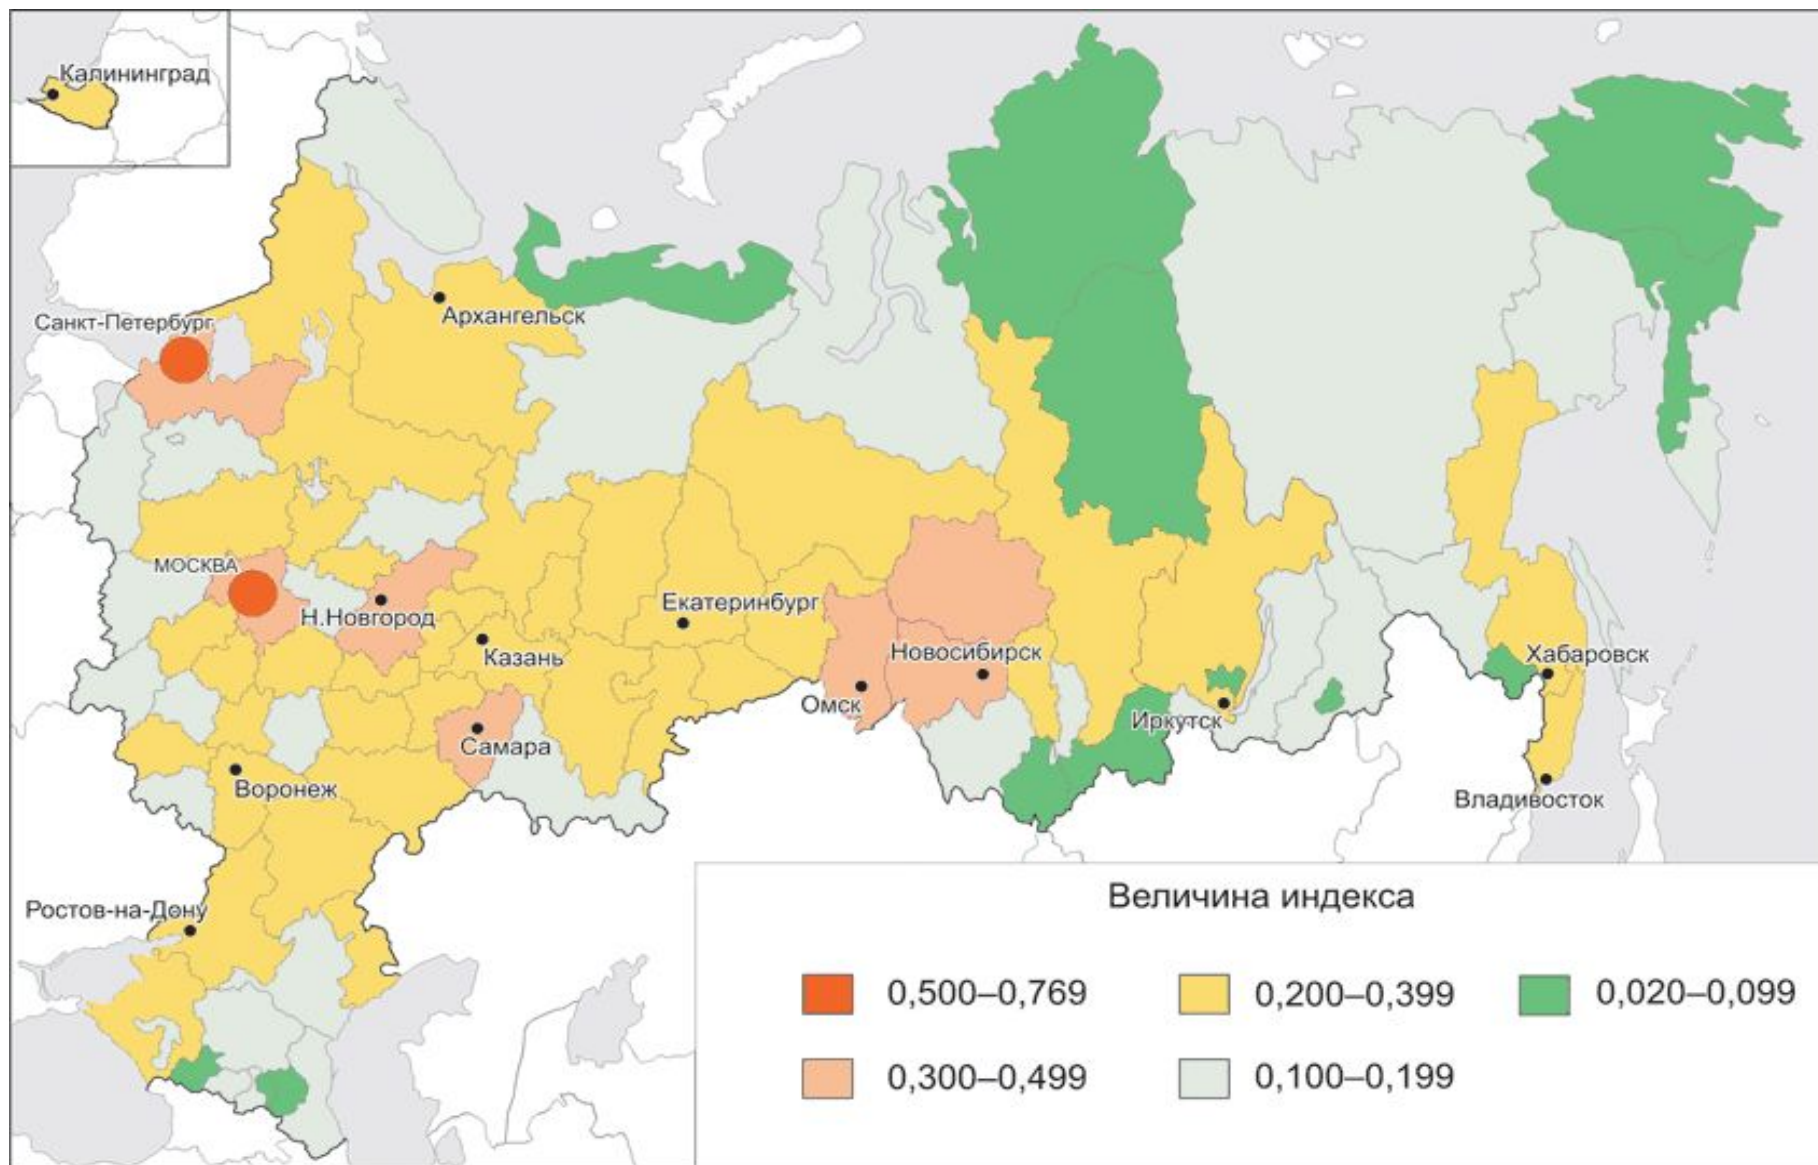 Калининград
Санкт-Петербург
Архангельск
МОСКВА
Н.Новгород
Екатеринбург
Казань
Новосибирск
Омск
Самара
Иркутск
Хабаровск
Воронеж
Владивосток
Ростов-на-Дону
Величина индекса
0,500–0,769
0,200–0,399
0,020–0,099
0,300–0,499
0,100–0,199